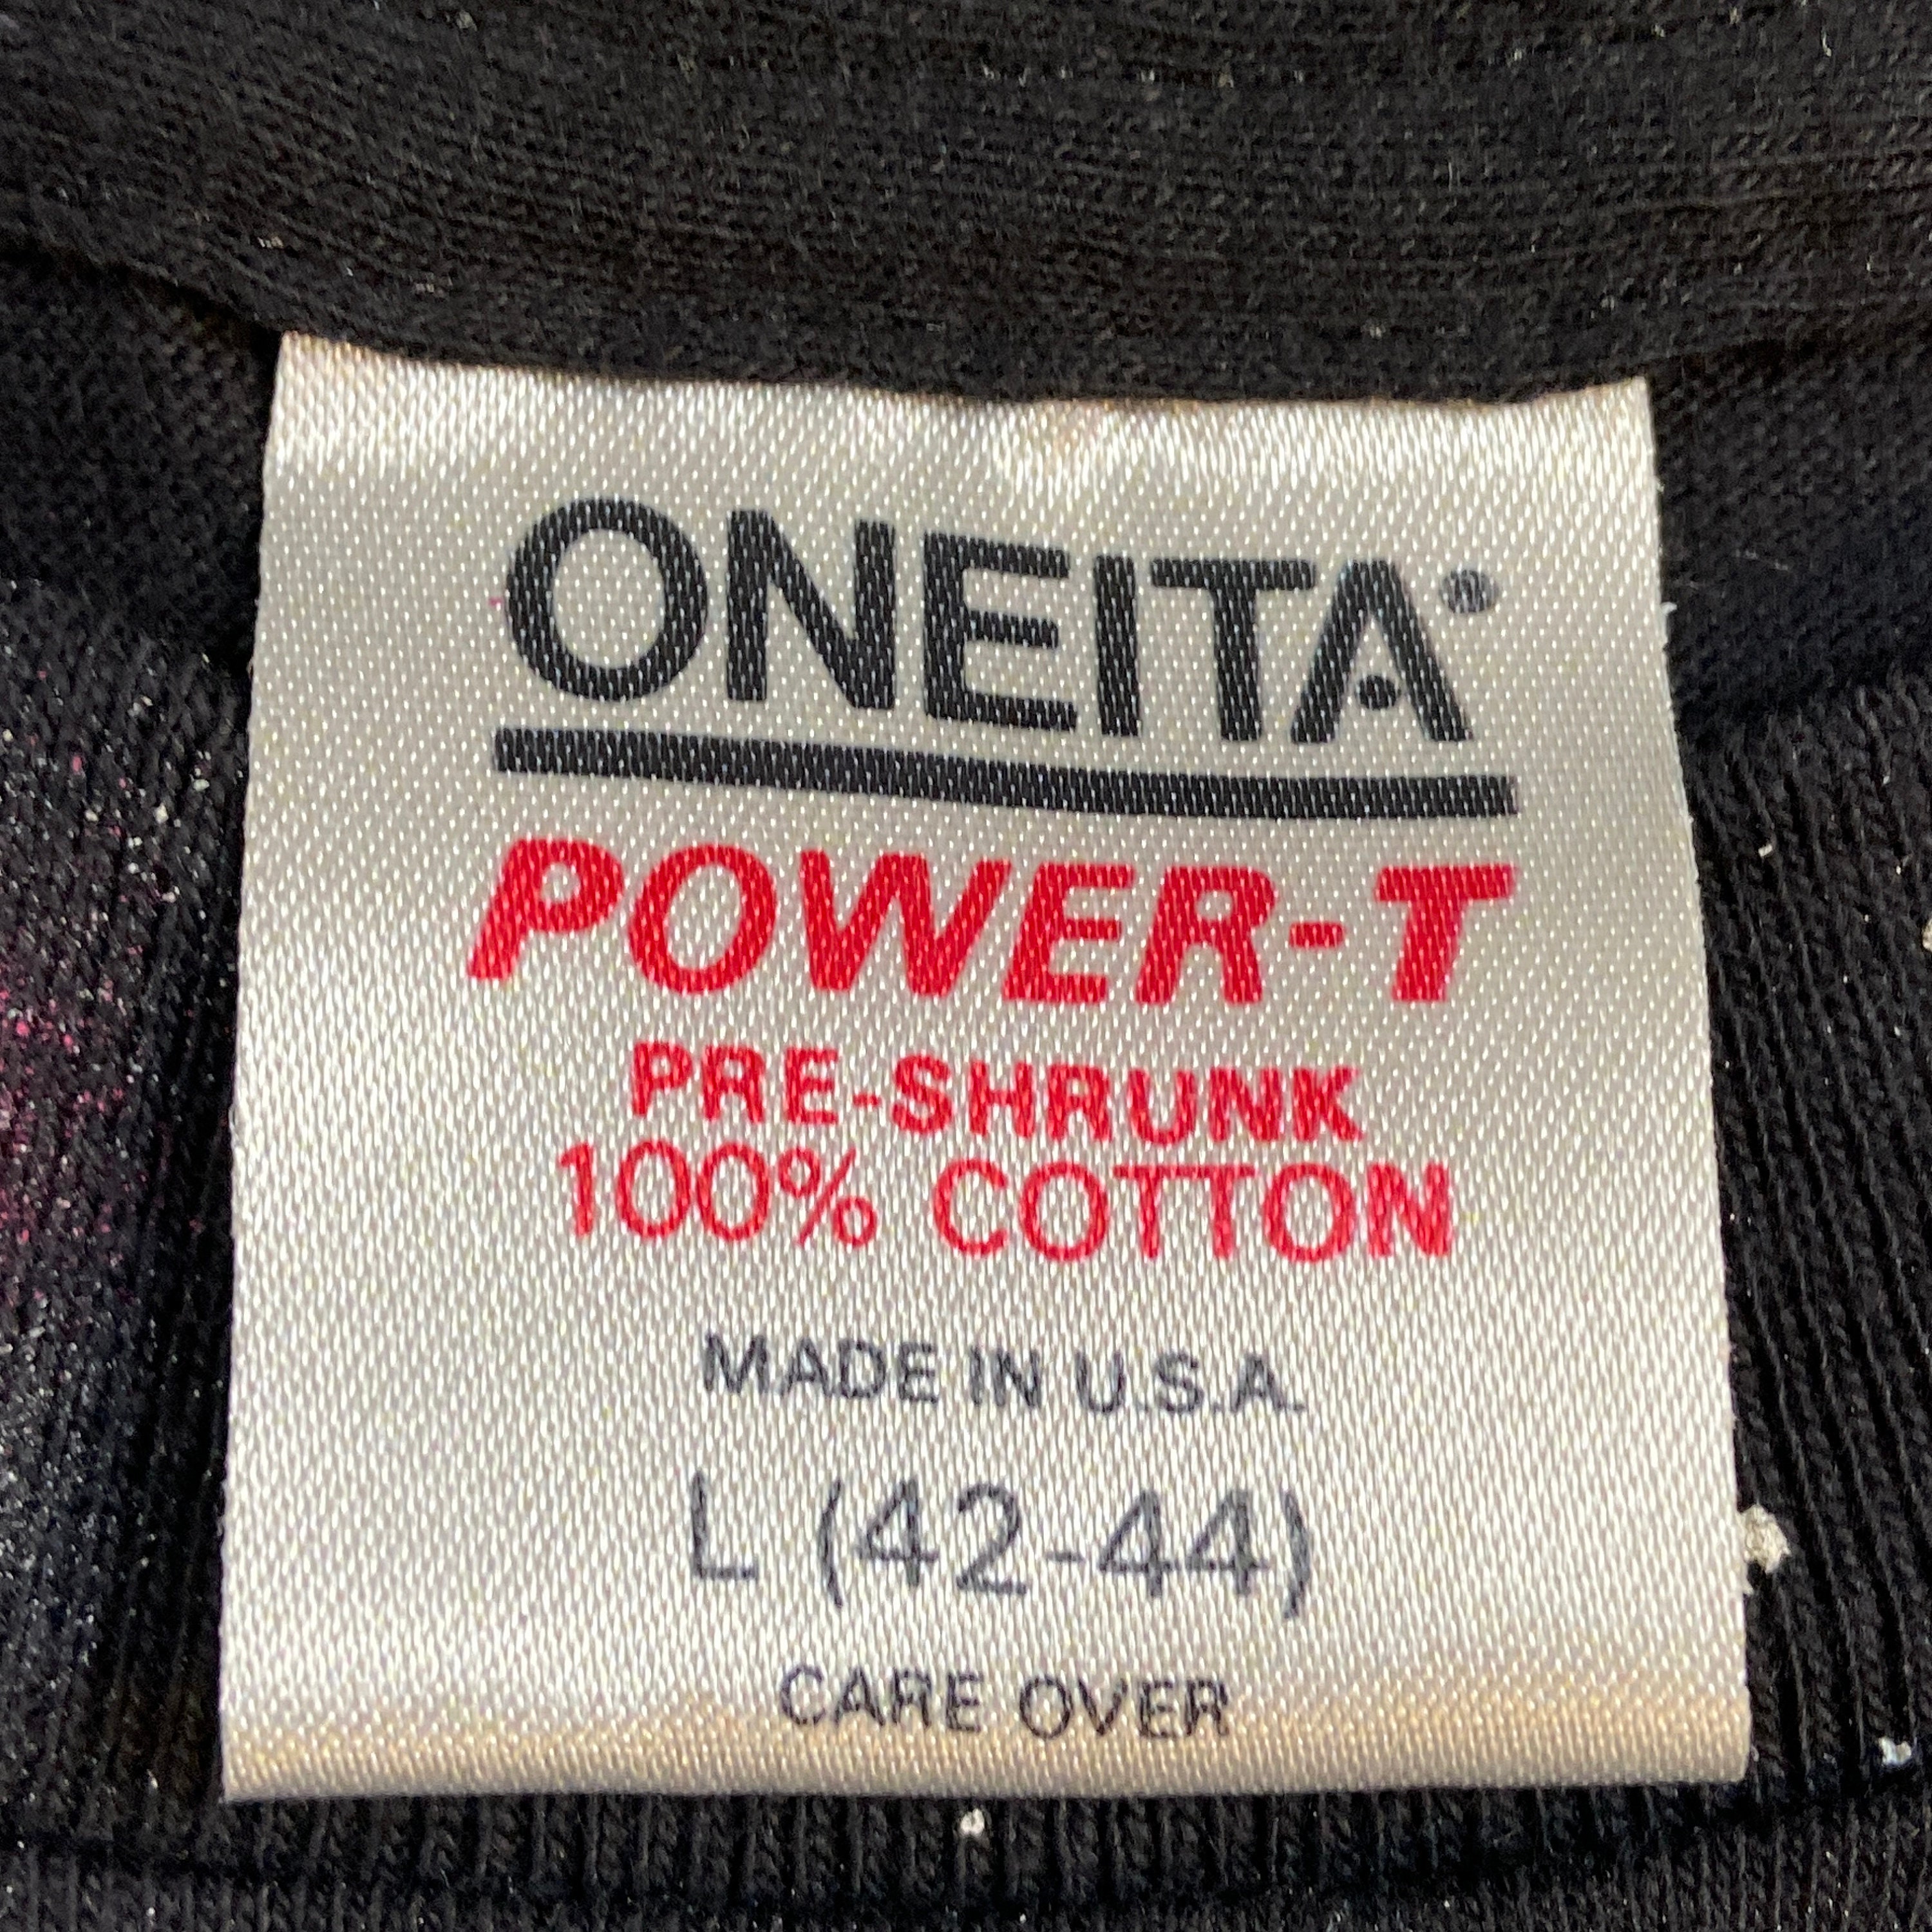 ONEITA®
POWER-T
PRE-SHRUNK
100% COTTON
MADE IN U.S.A.
L (42-44)
CARE OVER